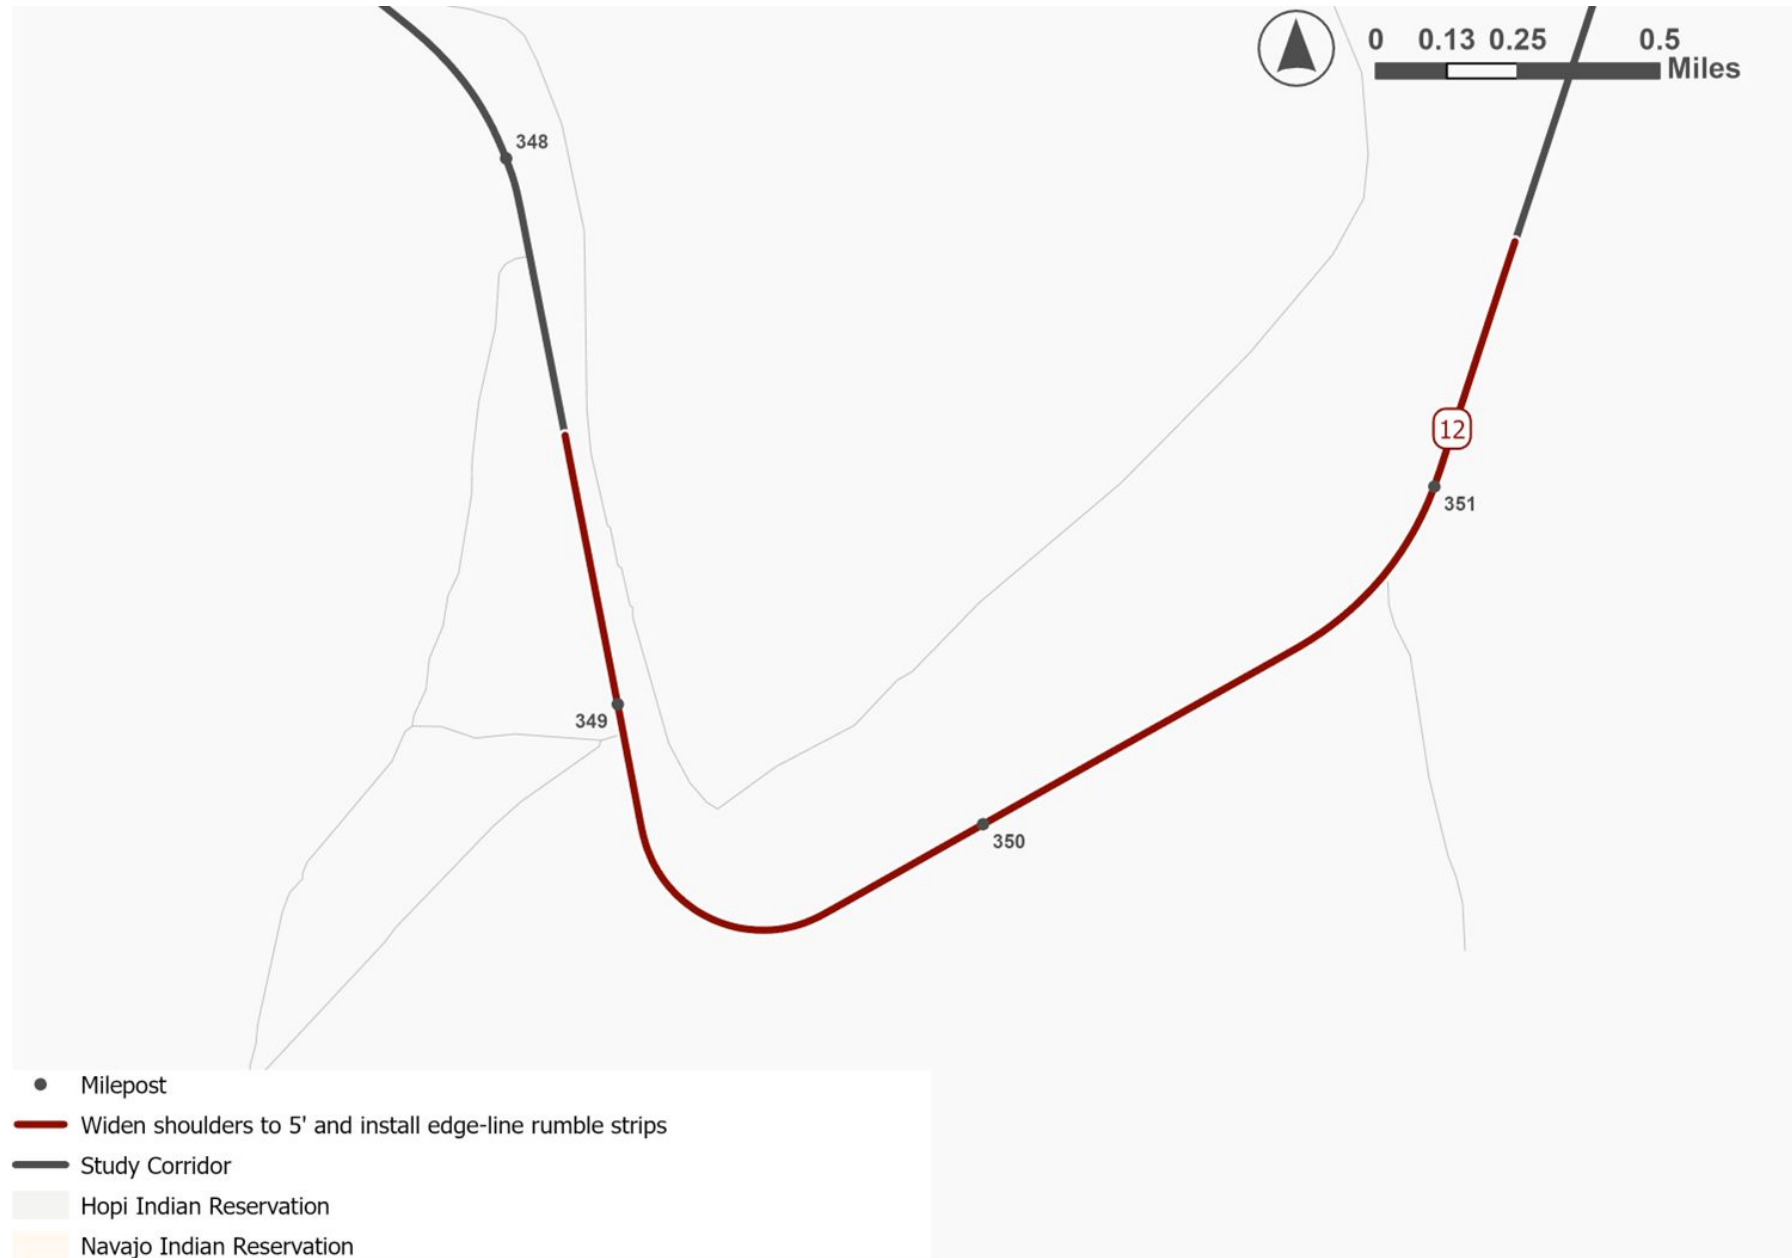 0 0.13 0.25 0.5
Miles
348
12
351
349
350
Milepost
Widen shoulders to 5' and install edge-line rumble strips
Study Corridor
Hopi Indian Reservation
Navajo Indian Reservation